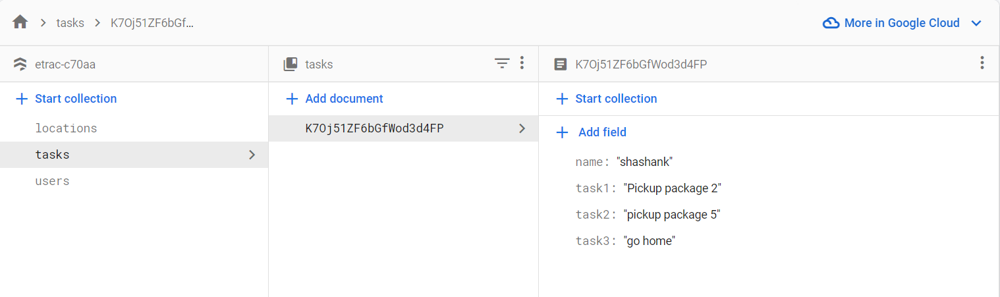 tasks K7Oj51ZF6bGf... More in Google Cloud
etrac-c70aa
Start collection
locations
tasks
users
tasks
Add document
K7Oj51ZF6bGfWod3d4FP
K7Oj51ZF6bGfWod3d4FP
Start collection
Add field
name: "shashank"
task1: "Pickup package 2"
task2: "pickup package 5"
task3: "go home"